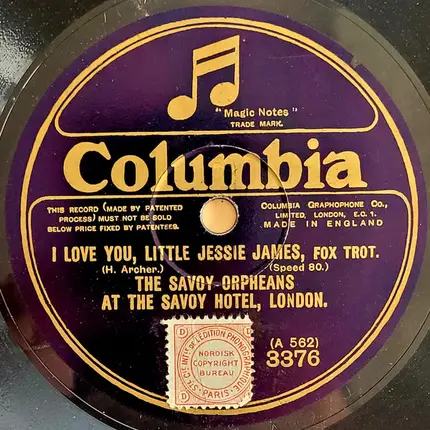 "Magic Notes"
TRADE MARK.
Columbia
THIS RECORD (MADE BY PATENTED
PROCESS) MUST NOT BE SOLD
BELOW PRICE FIXED BY PATENTEES.
COLUMBIA GRAPHOPHONE CO.,
LIMITED, LONDON, E.C. 1.
MADE IN ENGLAND
I LOVE YOU, LITTLE JESSIE JAMES, FOX TROT.
(H. Archer.) (Speed 80.)
THE SAVOY ORPHEANS
AT THE SAVOY HOTEL, LONDON.
(A 562)
3376
D D
NORDISK
COPYRIGHT
BUREAU
D D
PARIS